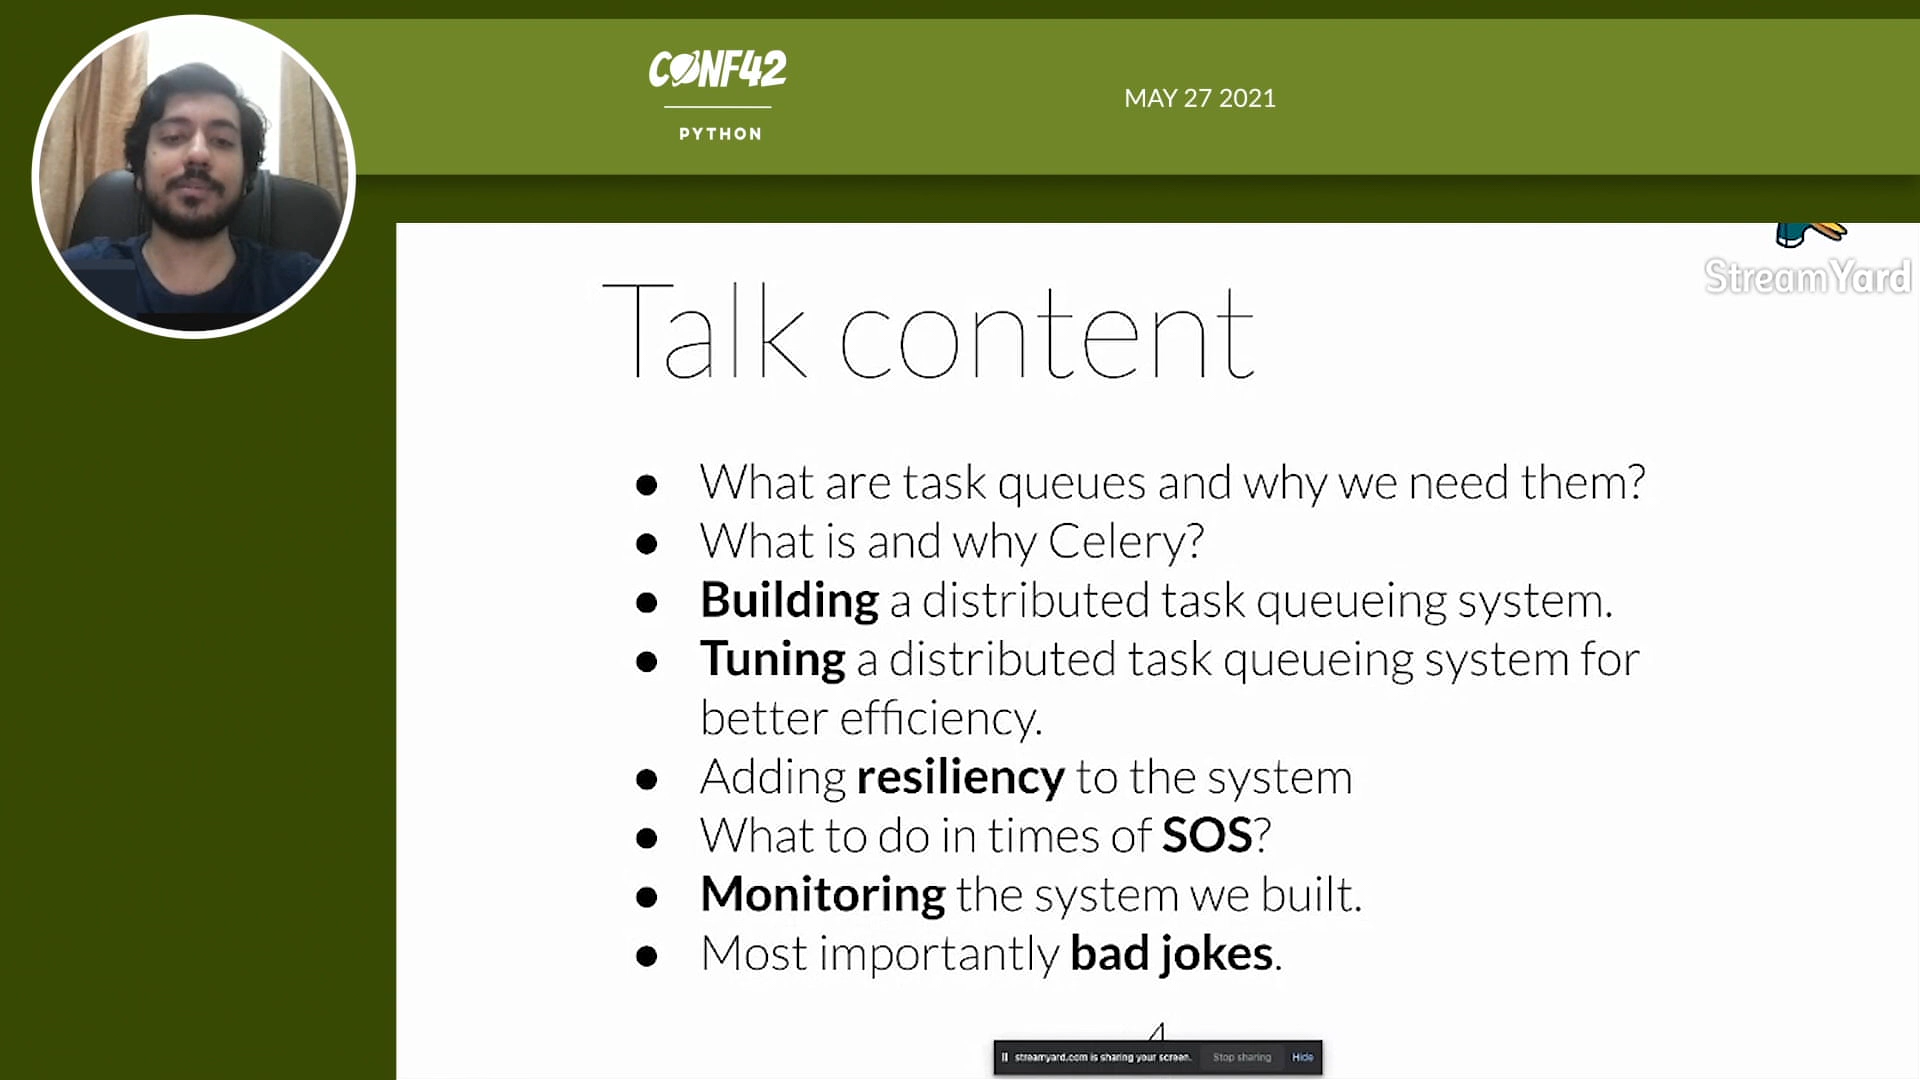 CONF42
PYTHON
MAY 27 2021
StreamYard
Talk content
● What are task queues and why we need them?
● What is and why Celery?
● Building a distributed task queueing system.
● Tuning a distributed task queueing system for
better efficiency.
● Adding resiliency to the system
● What to do in times of SOS?
● Monitoring the system we built.
● Most importantly bad jokes.
4
streamyard.com is sharing your screen. Stop sharing Hide